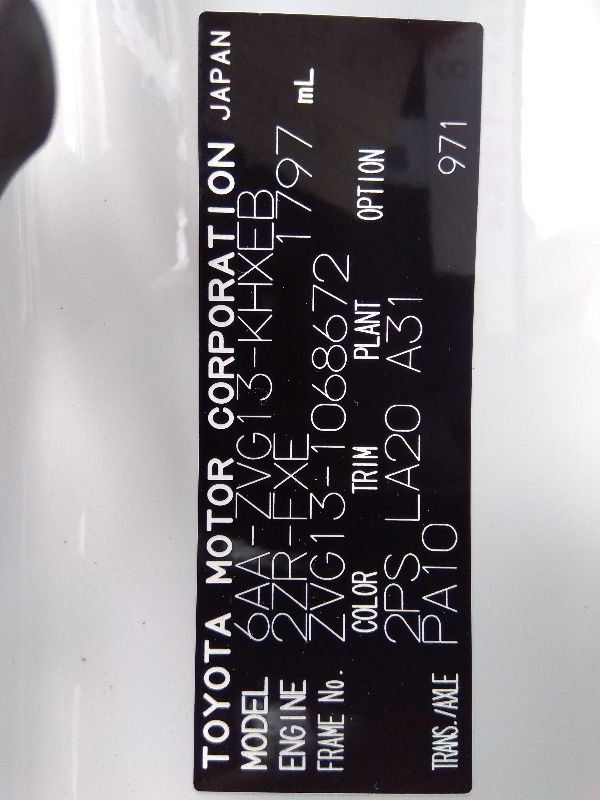 TOYOTA MOTOR CORPORATION JAPAN
MODEL 6AA-ZVG13-KHXEB
ENGINE 2ZR-FXE 1797 mL
FRAME No. ZVG13-1068672
COLOR TRIM PLANT OPTION
2PS LA20 A31
TRANS./AXLE PA10 971